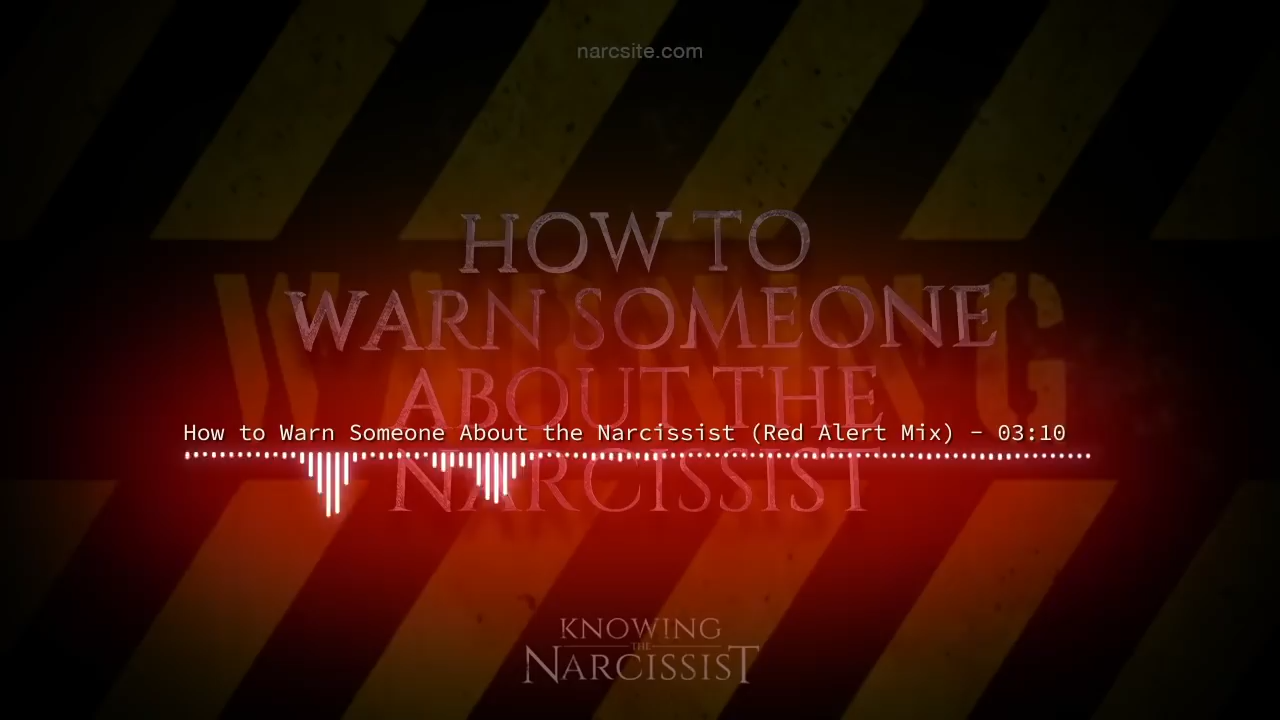 narcsite.com
HOW TO
WARN SOMEONE
WARNING
ABOUT THE
How to Warn Someone About the Narcissist (Red Alert Mix) - 03:10
NARCISSIST
KNOWING
THE
NARCISSIST